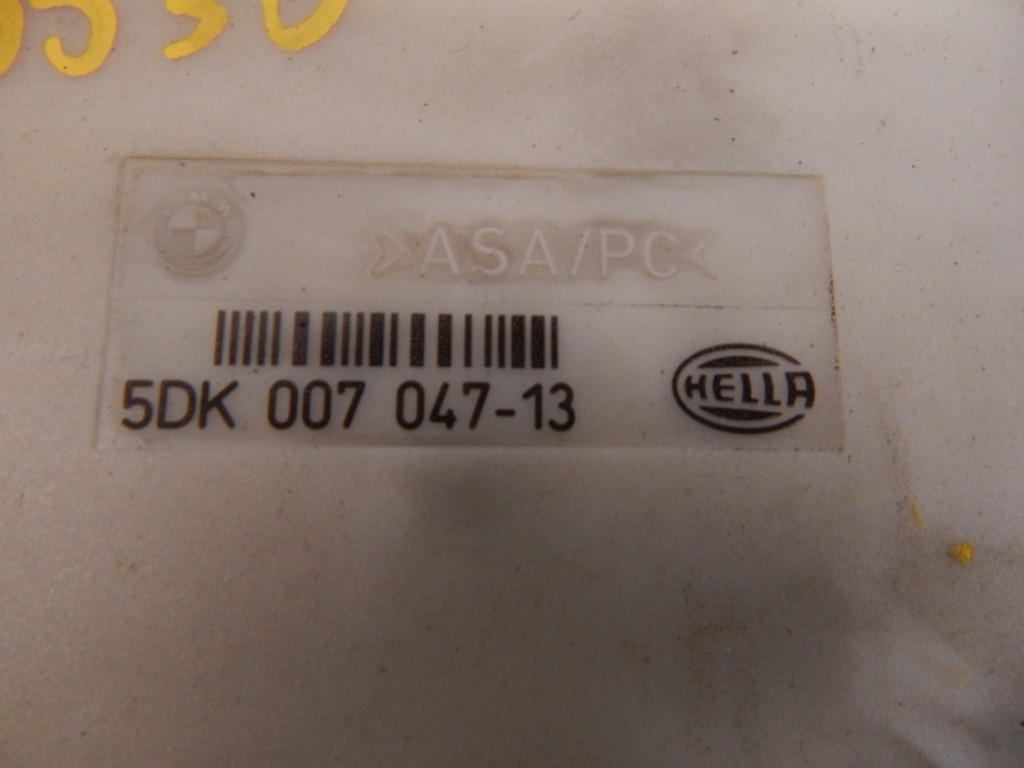 >ASA/PC<
5DK 007 047-13
HELLA